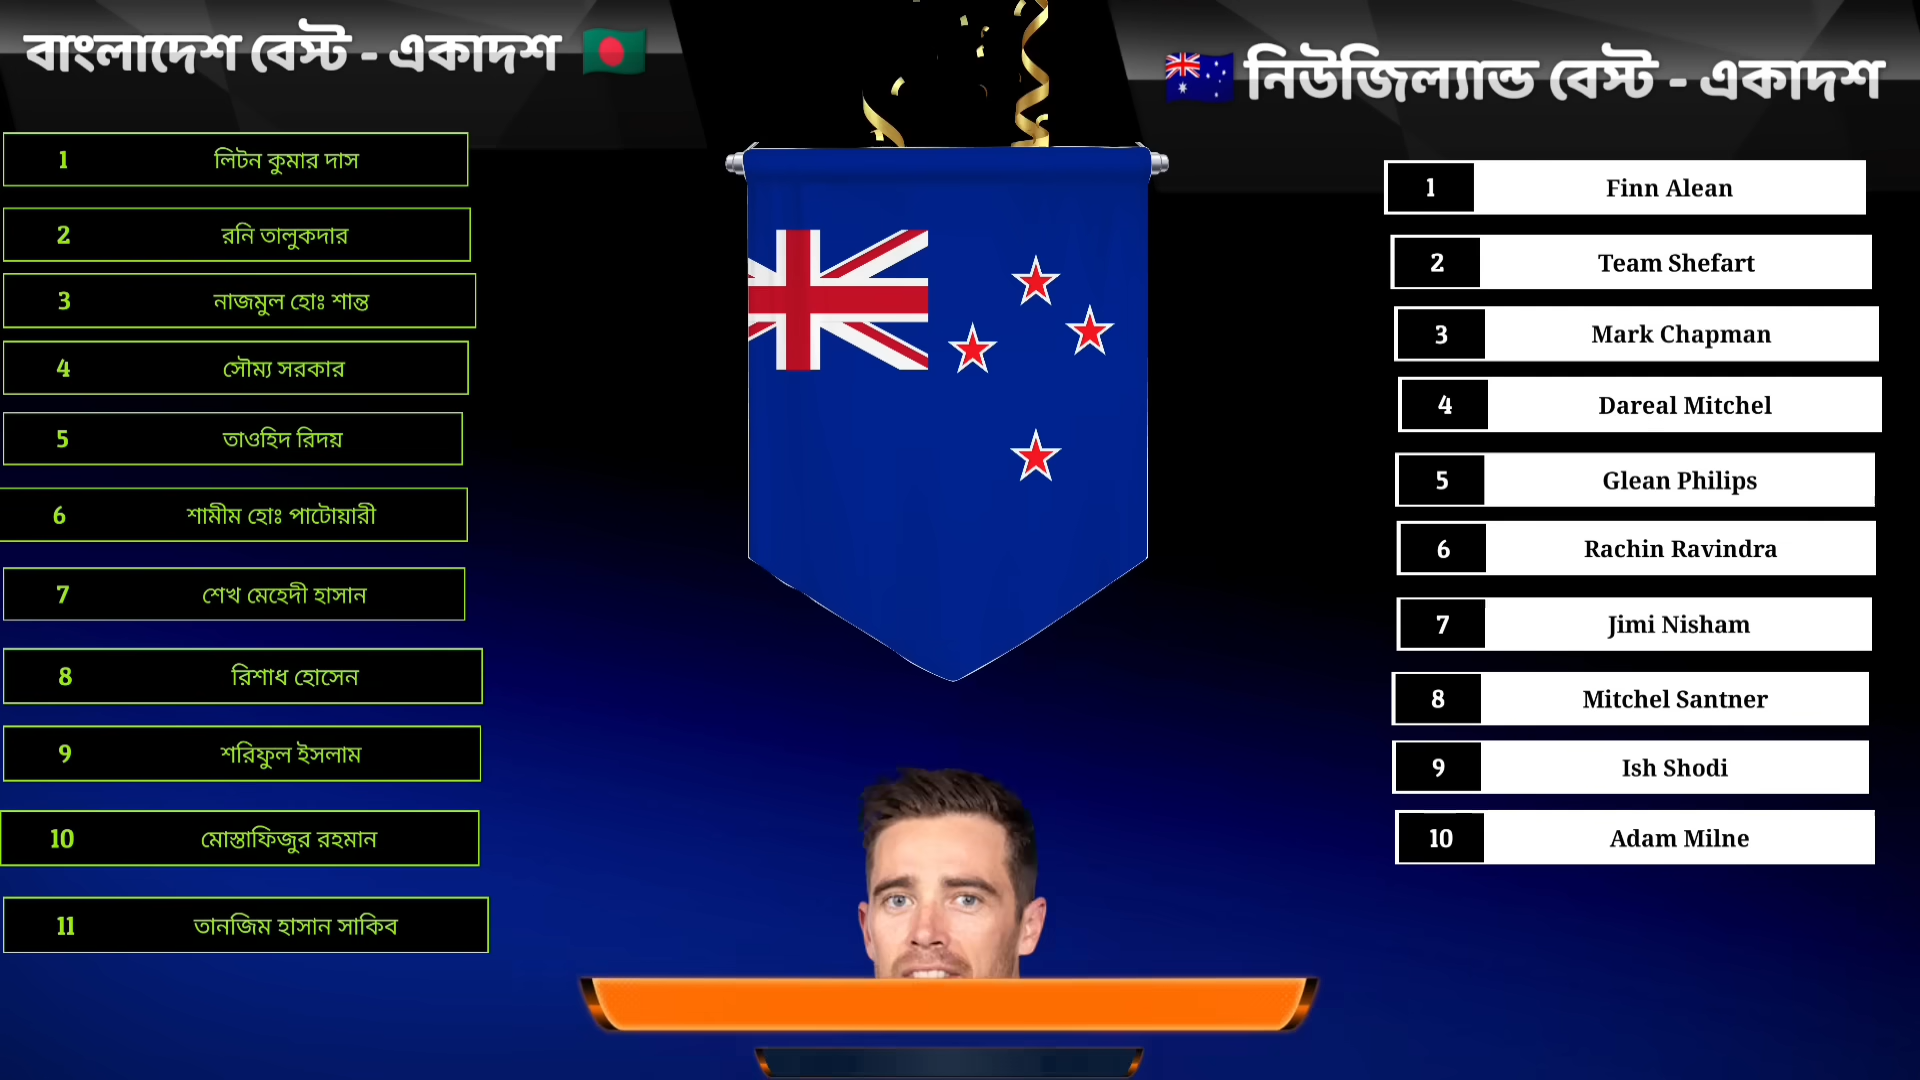 বাংলাদেশ বেস্ট - একাদশ
1 লিটন কুমার দাস
2 রনি তালুকদার
3 নাজমুল হোঃ শান্ত
4 সৌম্য সরকার
5 তাওহিদ রিদয়
6 শামীম হোঃ পাটোয়ারী
7 শেখ মেহেদী হাসান
8 রিশাধ হোসেন
9 শরিফুল ইসলাম
10 মোস্তাফিজুর রহমান
11 তানজিম হাসান সাকিব
নিউজিল্যান্ড বেস্ট - একাদশ
1 Finn Alean
2 Team Shefart
3 Mark Chapman
4 Dareal Mitchel
5 Glean Philips
6 Rachin Ravindra
7 Jimi Nisham
8 Mitchel Santner
9 Ish Shodi
10 Adam Milne